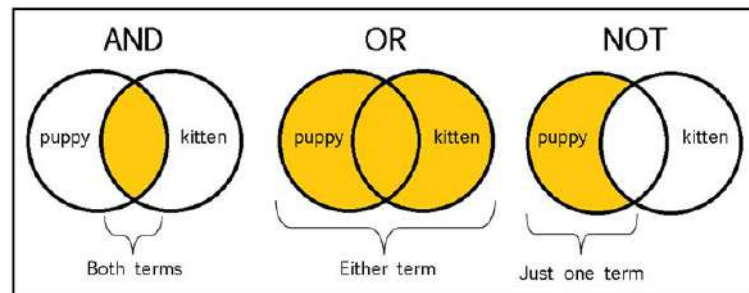 AND OR NOT
puppy kitten puppy kitten puppy kitten
Both terms Either term Just one term